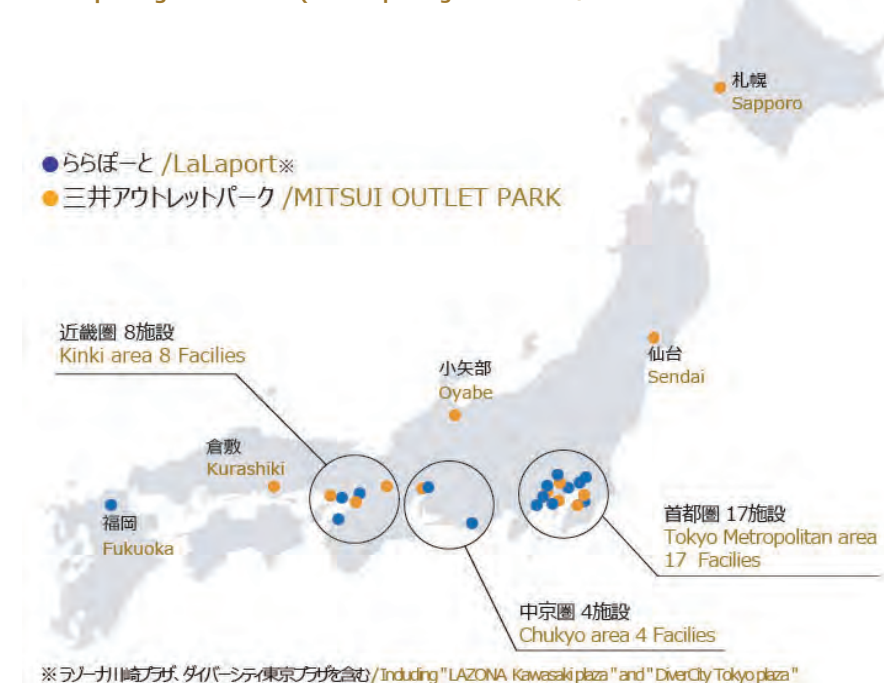 札幌
Sapporo
●ららぽーと /LaLaport※
●三井アウトレットパーク /MITSUI OUTLET PARK
近畿圏 8施設
Kinki area 8 Facilies
小矢部
Oyabe
仙台
Sendai
倉敷
Kurashiki
福岡
Fukuoka
首都圏 17施設
Tokyo Metropolitan area
17 Facilies
中京圏 4施設
Chukyo area 4 Facilies
※ラゾーナ川崎プラザ、ダイバーシティ東京プラザを含む/Including "LAZONA Kawasaki plaza" and "DiverCity Tokyo plaza"